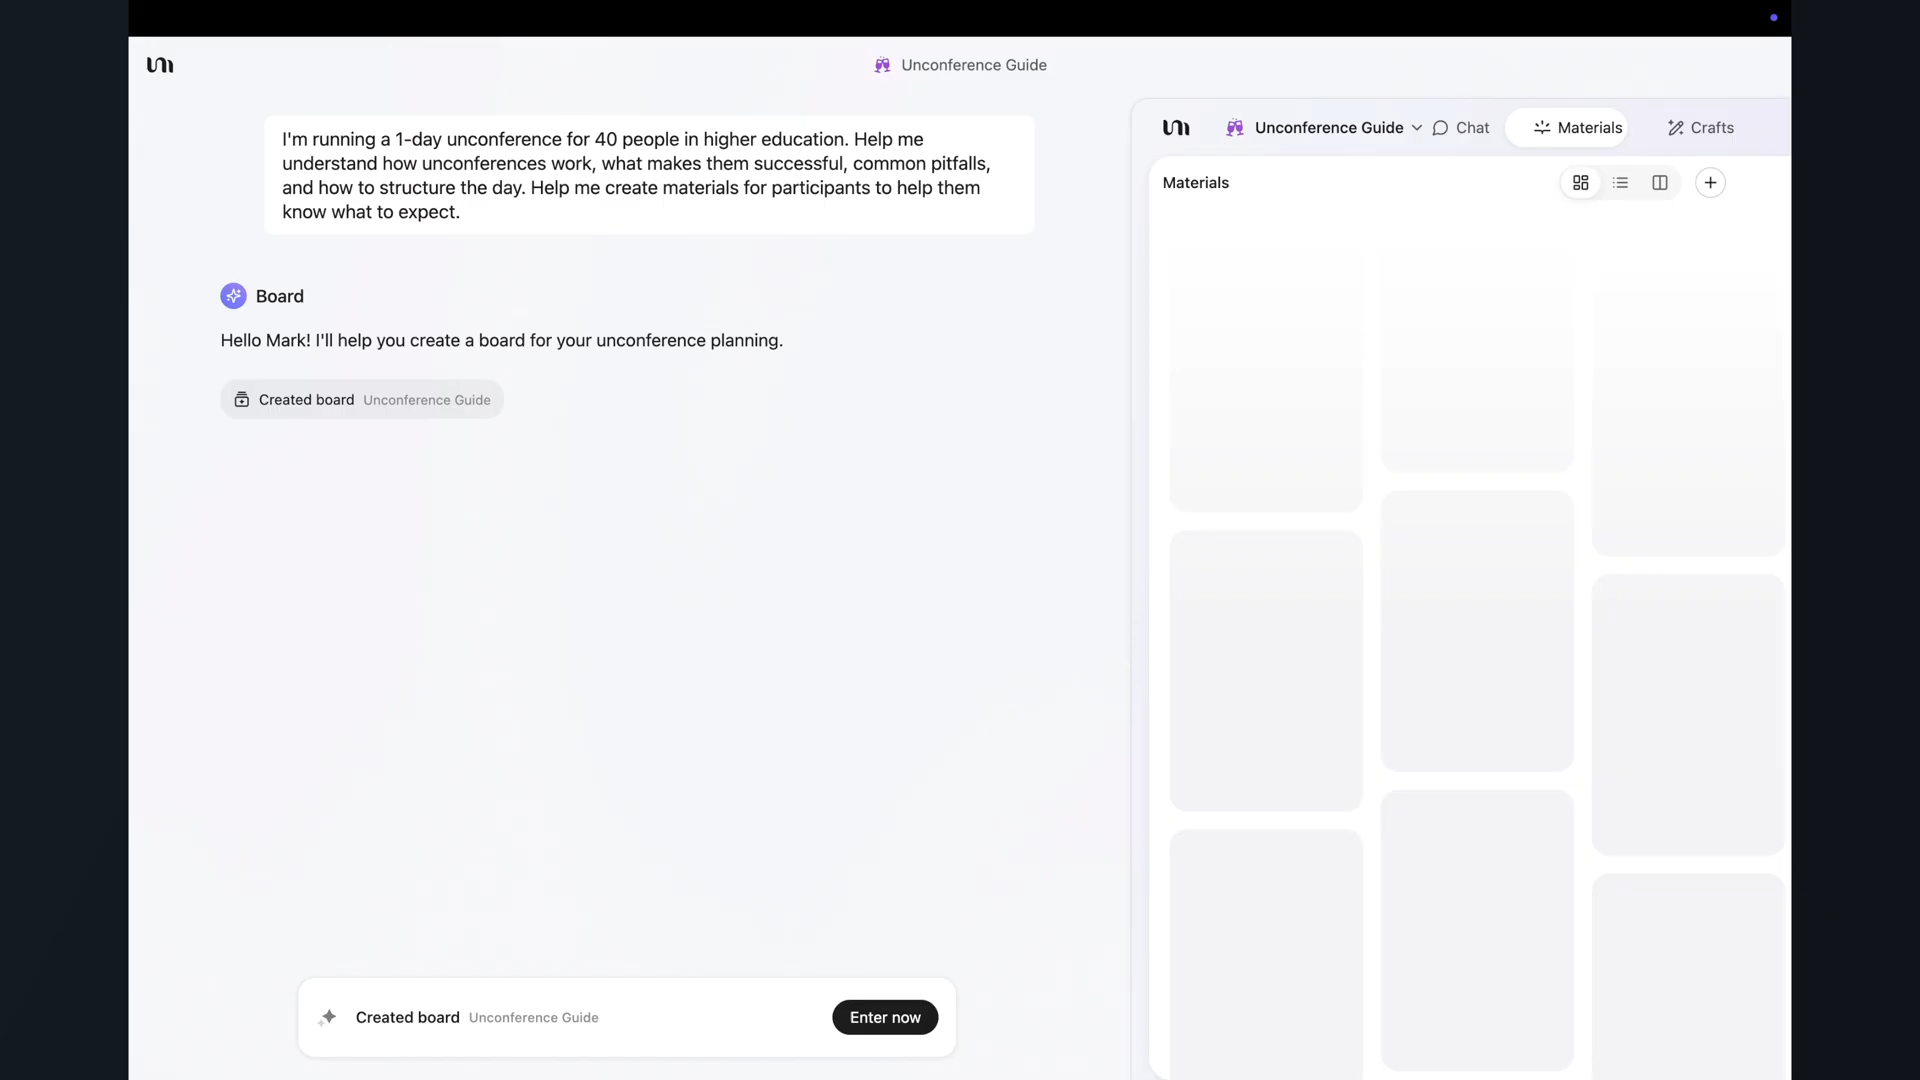 Unconference Guide
I'm running a 1-day unconference for 40 people in higher education. Help me
understand how unconferences work, what makes them successful, common pitfalls,
and how to structure the day. Help me create materials for participants to help them
know what to expect.
Board
Hello Mark! I'll help you create a board for your unconference planning.
Created board Unconference Guide
Created board Unconference Guide
Enter now
Unconference Guide
Chat
Materials
Crafts
Materials